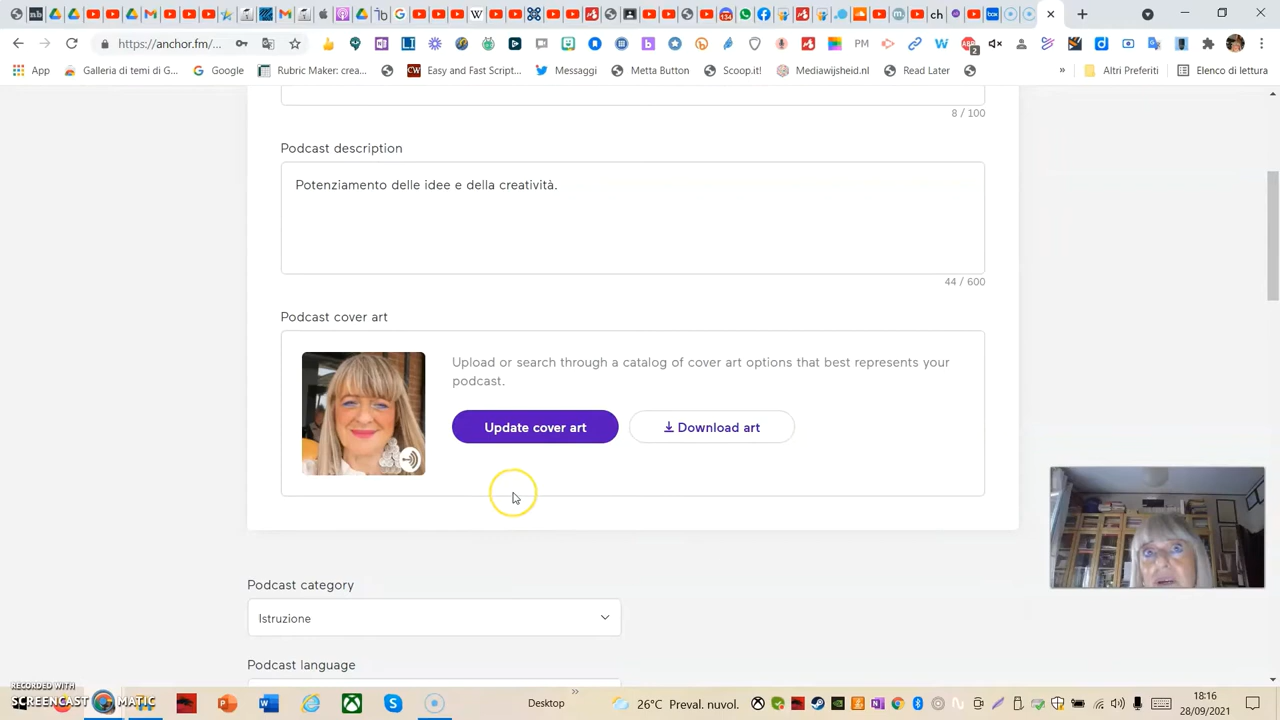 https://anchor.fm/...
134
PM
2
App
Galleria di temi di G...
Google
Rubric Maker: crea...
CW
Easy and Fast Script...
Messaggi
Metta Button
Scoop.it!
Mediawijsheid.nl
Read Later
»
Altri Preferiti
Elenco di lettura
8 / 100
Podcast description
Potenziamento delle idee e della creatività.
44 / 600
Podcast cover art
Upload or search through a catalog of cover art options that best represents your
podcast.
Update cover art
Download art
Podcast category
Istruzione
Podcast language
RECORDED WITH
SCREENCAST MATIC
Desktop
»
26°C Preval. nuvol.
18:16
28/09/2021